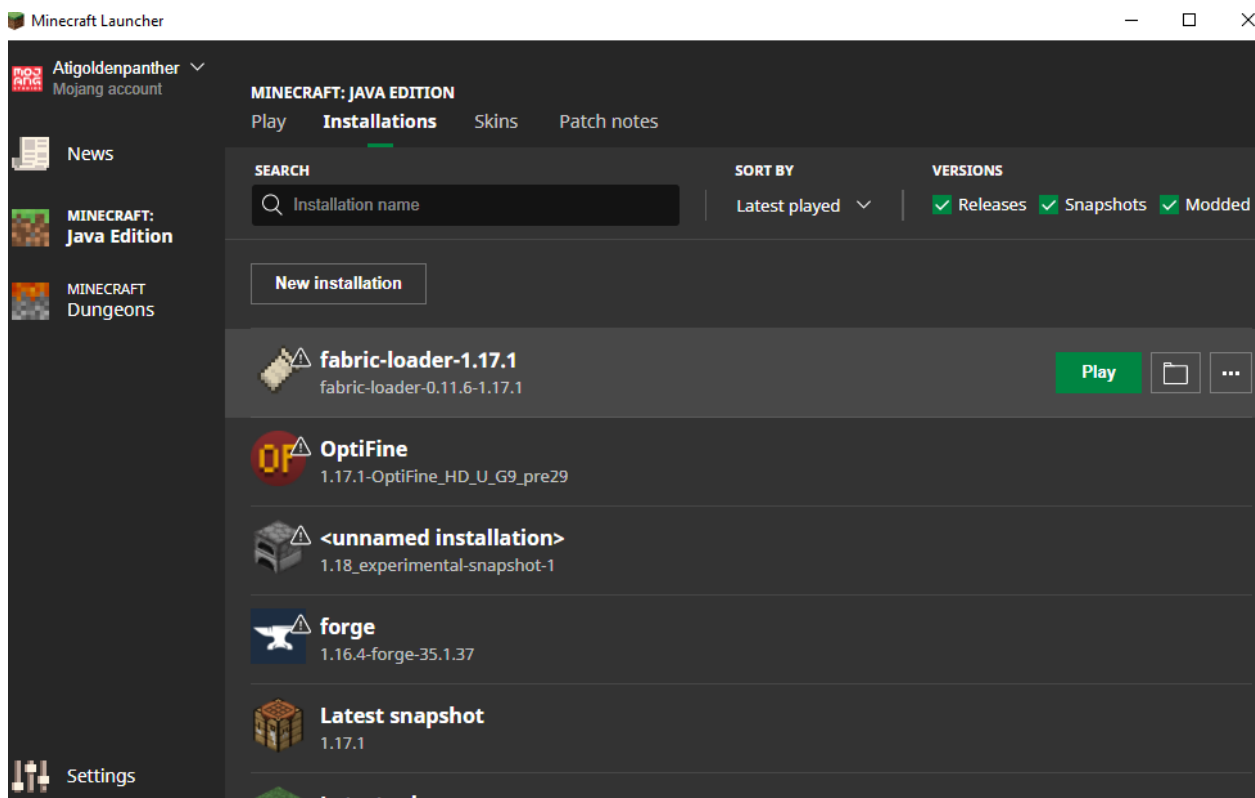 Minecraft Launcher
Atigoldenpanther
Mojang account
News
MINECRAFT:
Java Edition
MINECRAFT
Dungeons
Settings
MINECRAFT: JAVA EDITION
Play Installations Skins Patch notes
SEARCH
Installation name
SORT BY
Latest played
VERSIONS
Releases Snapshots Modded
New installation
fabric-loader-1.17.1
fabric-loader-0.11.6-1.17.1
Play
OptiFine
1.17.1-OptiFine_HD_U_G9_pre29
<unnamed installation>
1.18_experimental-snapshot-1
forge
1.16.4-forge-35.1.37
Latest snapshot
1.17.1